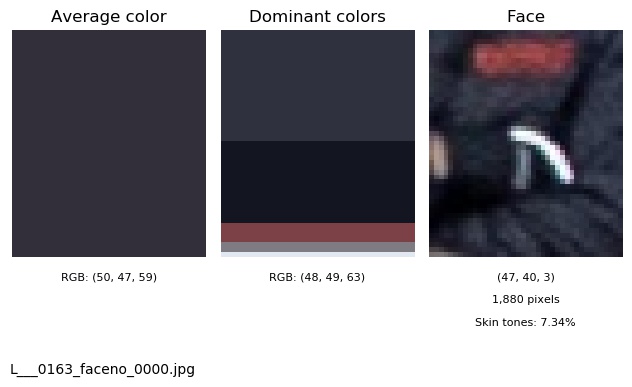 Average color
Dominant colors
Face
RGB: (50, 47, 59)
RGB: (48, 49, 63)
(47, 40, 3)
1,880 pixels
Skin tones: 7.34%
L___0163_faceno_0000.jpg